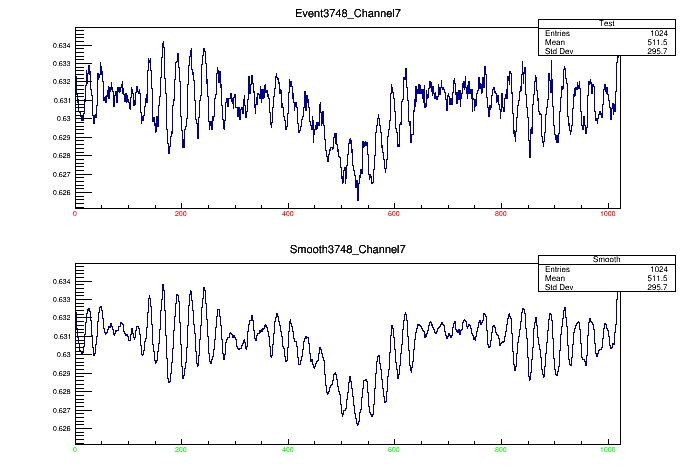 Event3748_Channel7
Test
Entries 1024
Mean 511.5
Std Dev 295.7
0.634
0.633
0.632
0.631
0.63
0.629
0.628
0.627
0.626
0 200 400 600 800 1000
Smooth3748_Channel7
Smooth
Entries 1024
Mean 511.5
Std Dev 295.7
0.634
0.633
0.632
0.631
0.63
0.629
0.628
0.627
0.626
0 200 400 600 800 1000